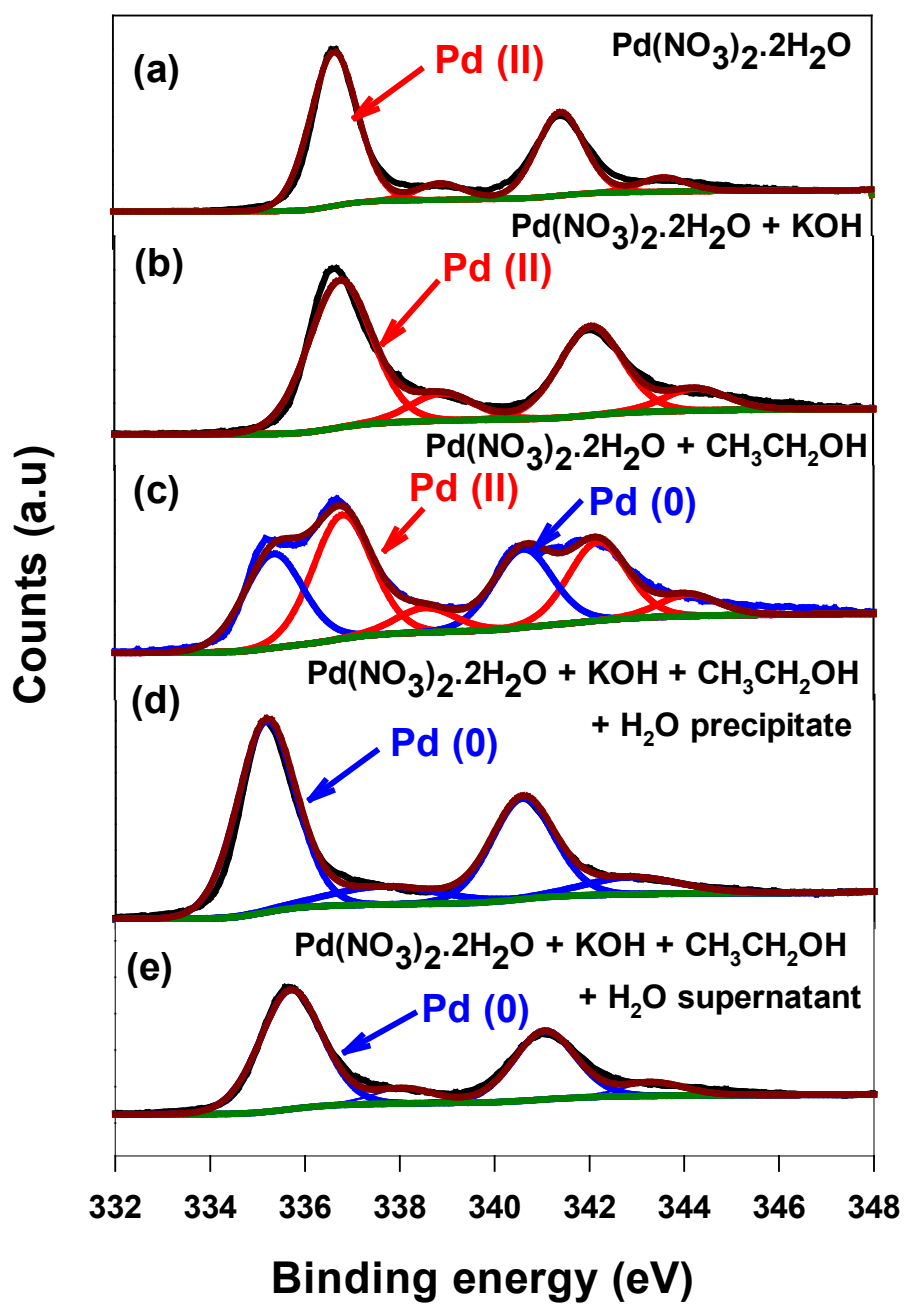 Pd(NO3)2.2H2O
(a)
Pd (II)
Pd(NO3)2.2H2O + KOH
(b)
Pd (II)
Pd(NO3)2.2H2O + CH3CH2OH
(c)
Pd (II)
Pd (0)
Pd(NO3)2.2H2O + KOH + CH3CH2OH
+ H2O precipitate
(d)
Pd (0)
Pd(NO3)2.2H2O + KOH + CH3CH2OH
+ H2O supernatant
(e)
Pd (0)
Counts (a.u)
332 334 336 338 340 342 344 346 348
Binding energy (eV)